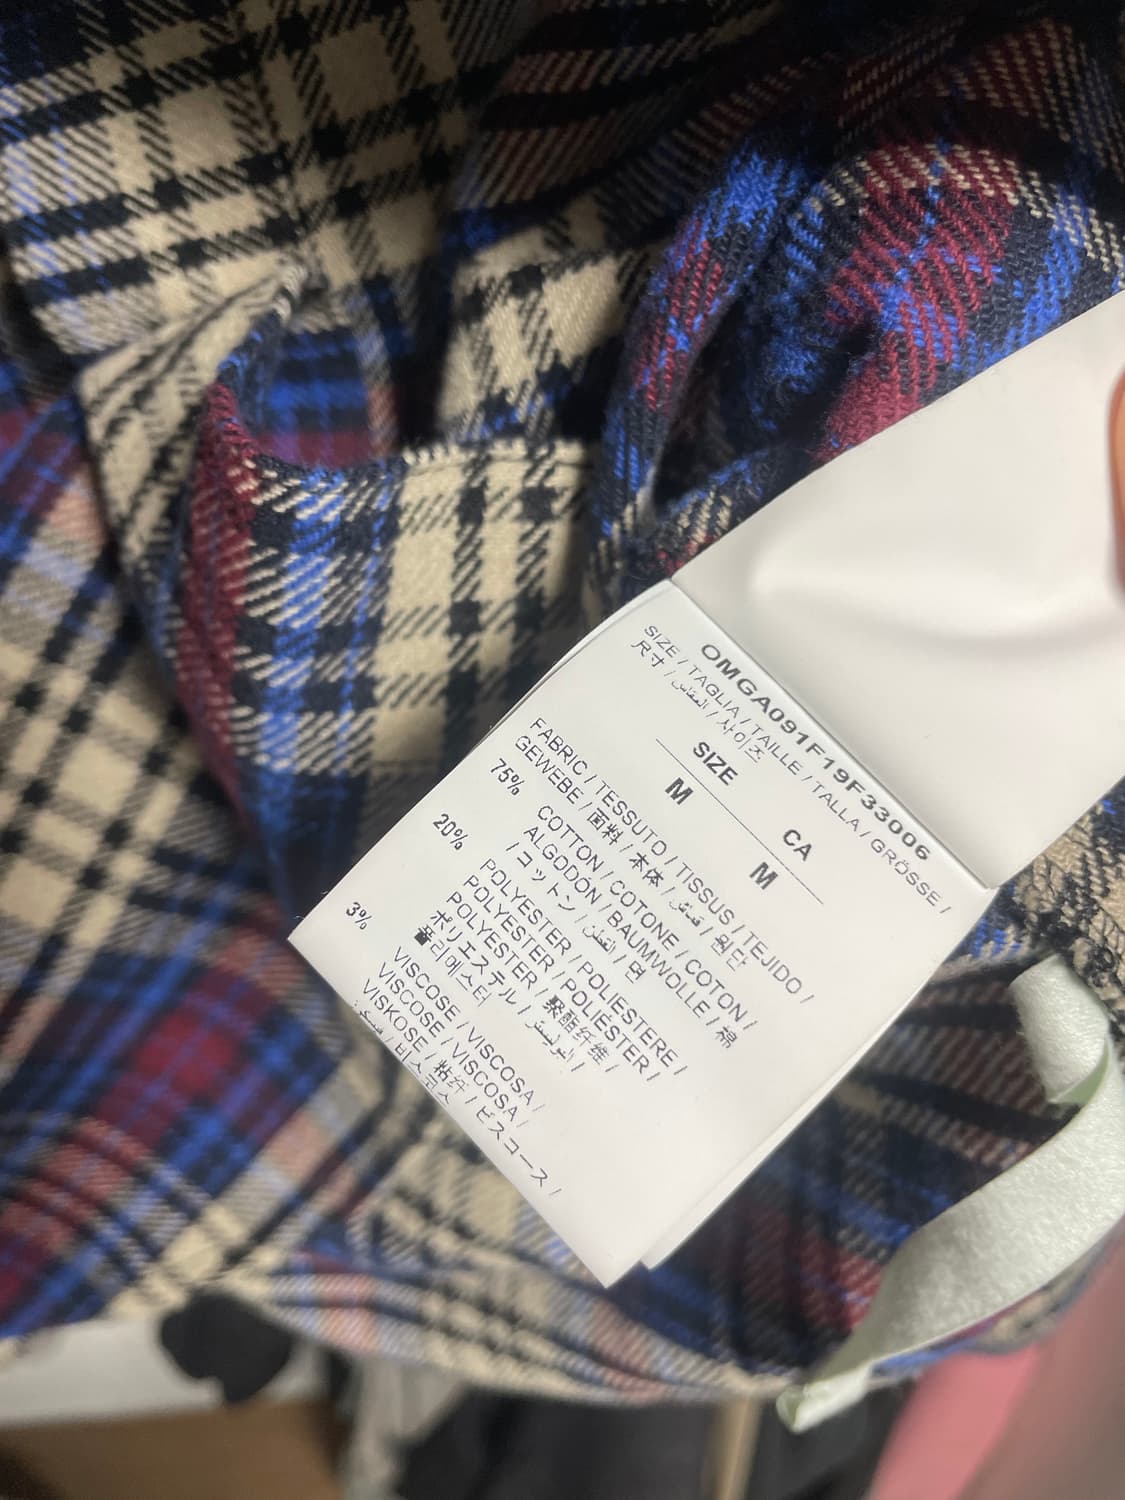 OMGA091F19F33006
SIZE / TAGLIA / TAILLE / TALLA / GRÖSSE /
尺寸 / المقاس / 사이즈
SIZE CA
M M
FABRIC / TESSUTO / TISSUS / TEJIDO /
GEWEBE / 面料 / 本体 / قماش / 원단
75% COTTON / COTONE / COTON /
ALGODÓN / BAUMWOLLE / 棉
/ コットン / القطن / 면
20% POLYESTER / POLIESTERE /
POLYESTER / POLIÉSTER /
POLYESTER / 聚酯纤维 /
ポリエステル / البوليستر /
폴리에스터
3% VISCOSE / VISCOSA /
VISCOSE / VISCOSA /
VISKOSE / 粘纤 / ビスコース /
/ 비스코스